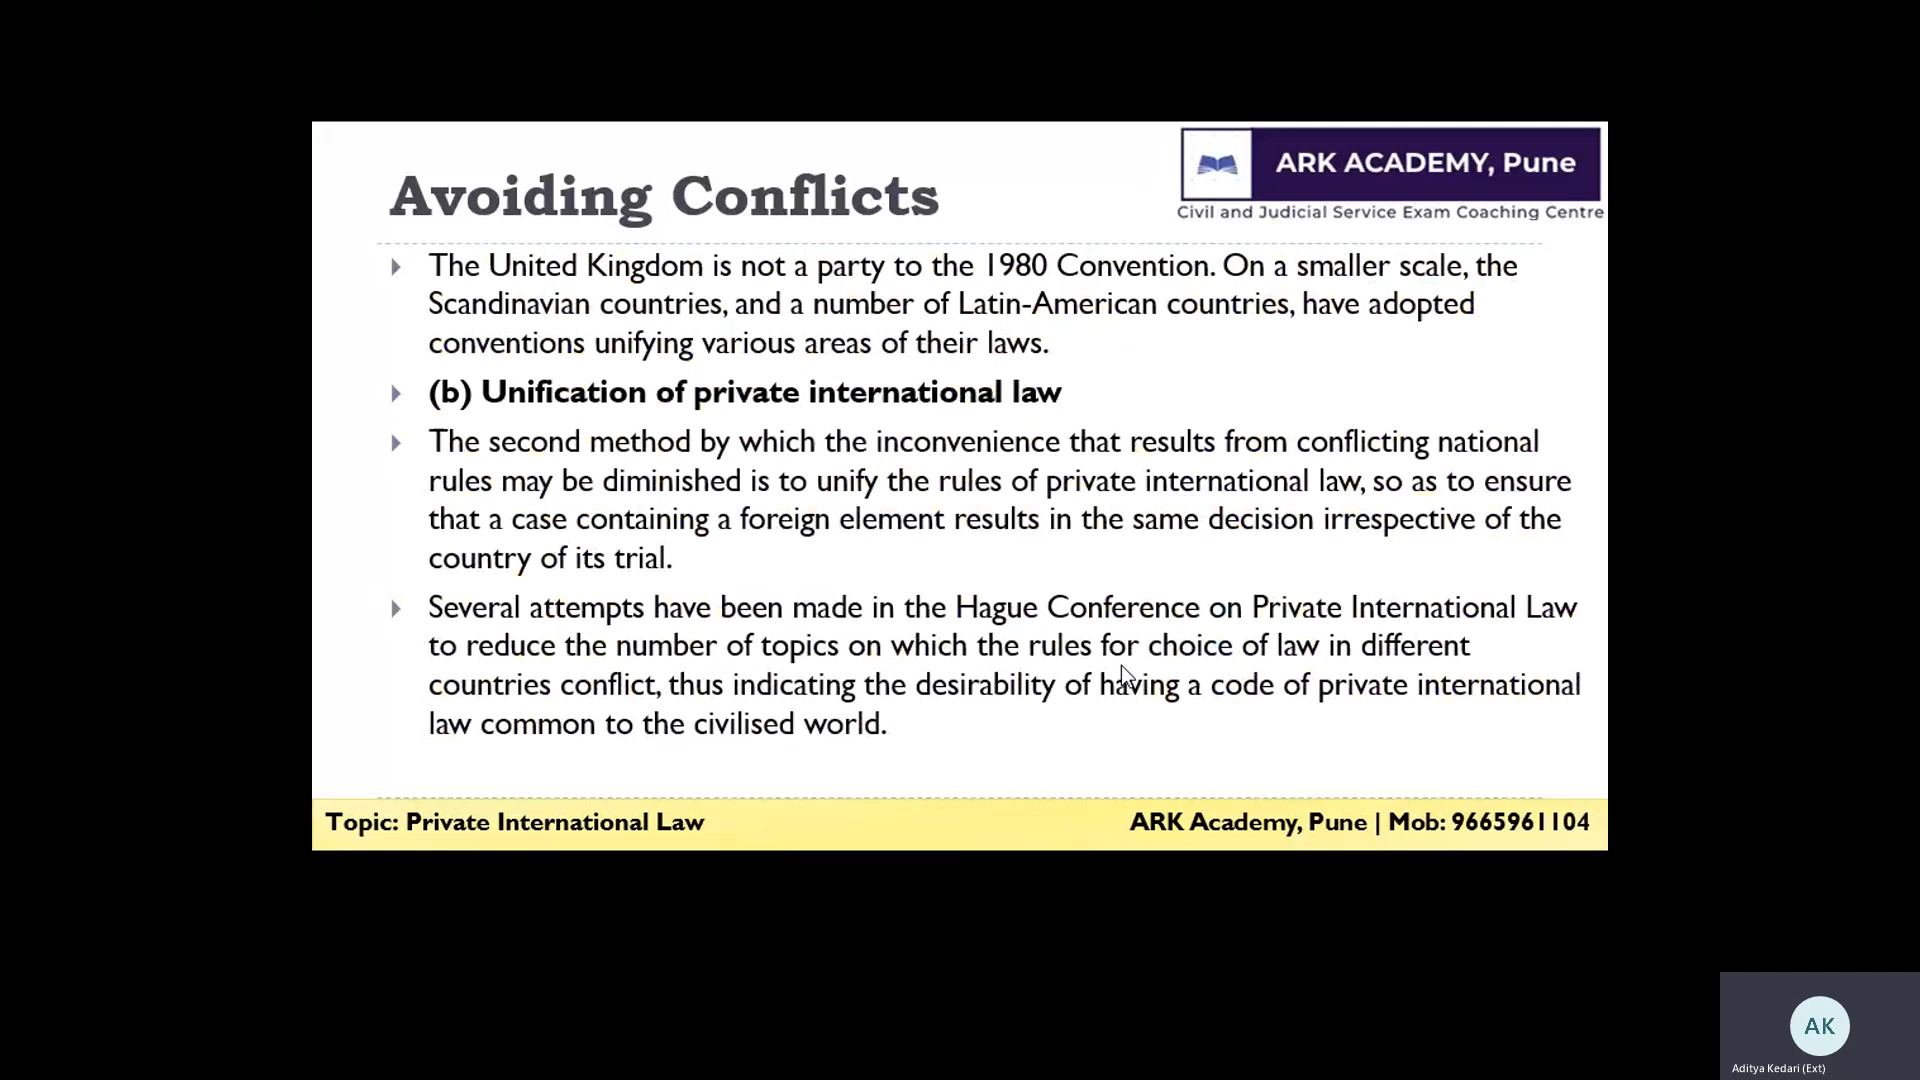 ARK ACADEMY, Pune
Civil and Judicial Service Exam Coaching Centre
Avoiding Conflicts
The United Kingdom is not a party to the 1980 Convention. On a smaller scale, the
Scandinavian countries, and a number of Latin-American countries, have adopted
conventions unifying various areas of their laws.
(b) Unification of private international law
The second method by which the inconvenience that results from conflicting national
rules may be diminished is to unify the rules of private international law, so as to ensure
that a case containing a foreign element results in the same decision irrespective of the
country of its trial.
Several attempts have been made in the Hague Conference on Private International Law
to reduce the number of topics on which the rules for choice of law in different
countries conflict, thus indicating the desirability of having a code of private international
law common to the civilised world.
Topic: Private International Law
ARK Academy, Pune | Mob: 9665961104
AK
Aditya Kedari (Ext)